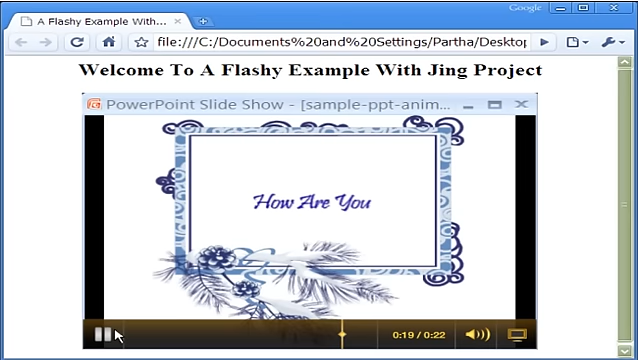 Google
A Flashy Example With...
file:///C:/Documents%20and%20Settings/Partha/Desktop
Welcome To A Flashy Example With Jing Project
PowerPoint Slide Show - [sample-ppt-anim...
How Are You
0:19 / 0:22